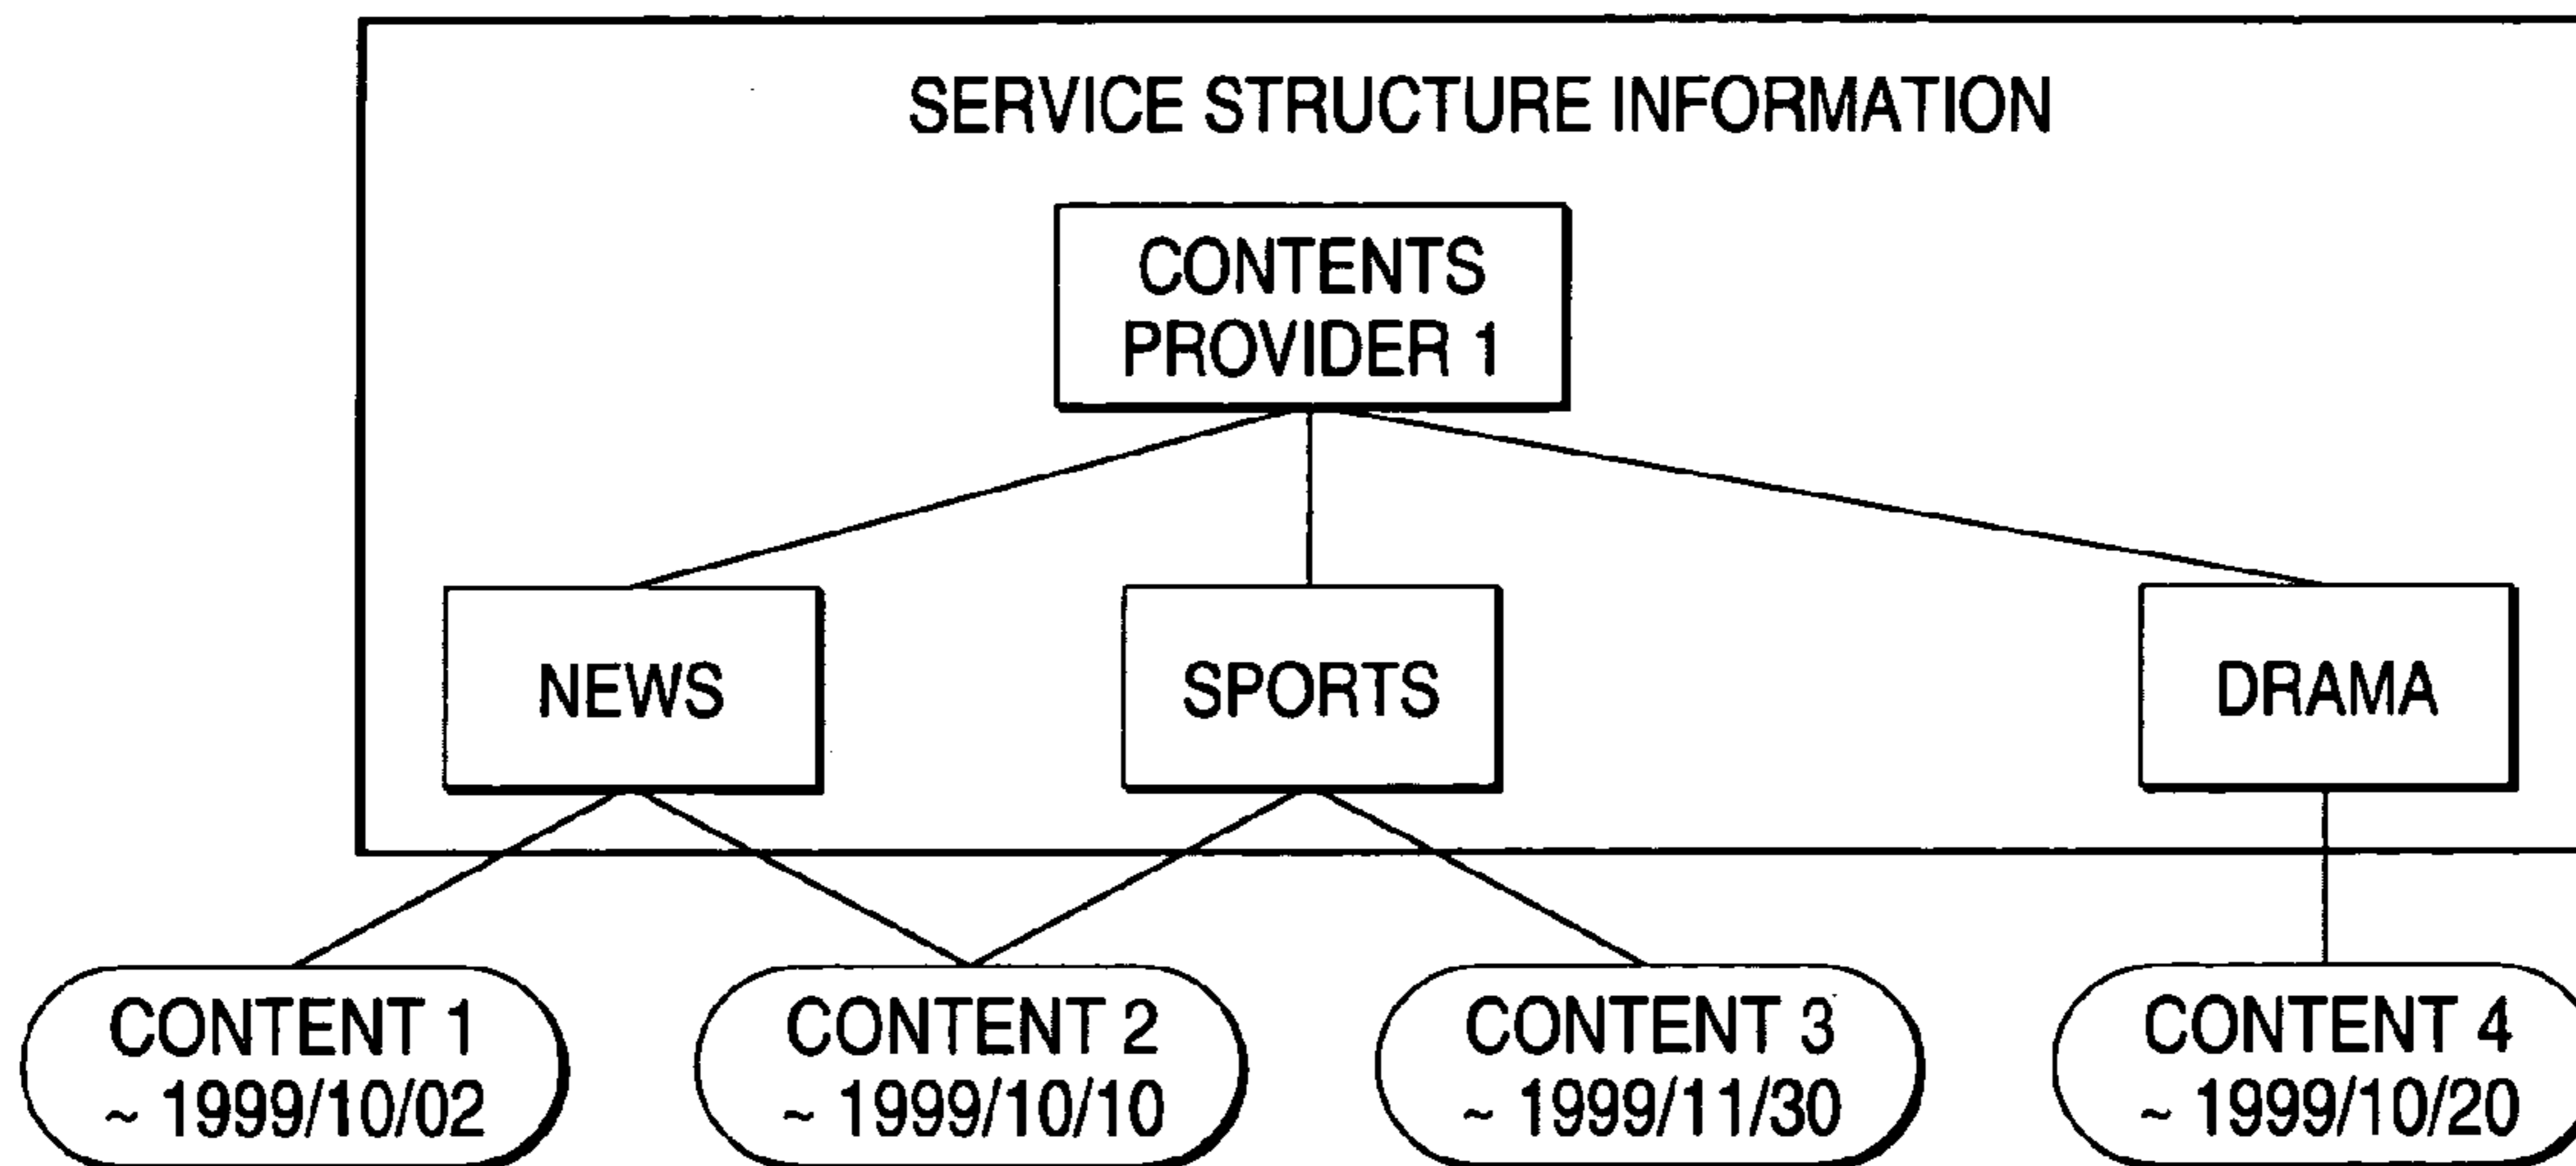 SERVICE STRUCTURE INFORMATION
CONTENTS
PROVIDER 1
NEWS
SPORTS
DRAMA
CONTENT 1
~ 1999/10/02
CONTENT 2
~ 1999/10/10
CONTENT 3
~ 1999/11/30
CONTENT 4
~ 1999/10/20